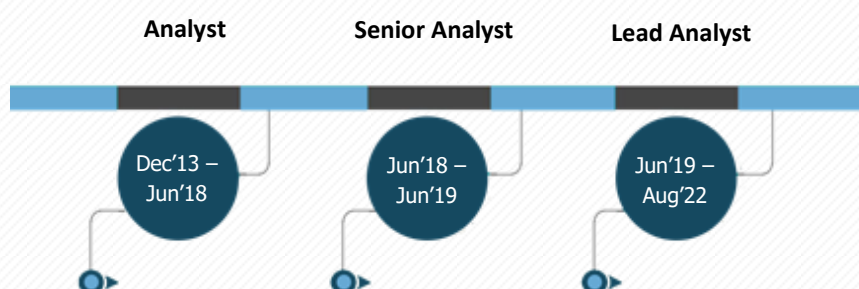 Analyst
Senior Analyst
Lead Analyst
Dec’13 –
Jun’18
Jun’18 –
Jun’19
Jun’19 –
Aug’22